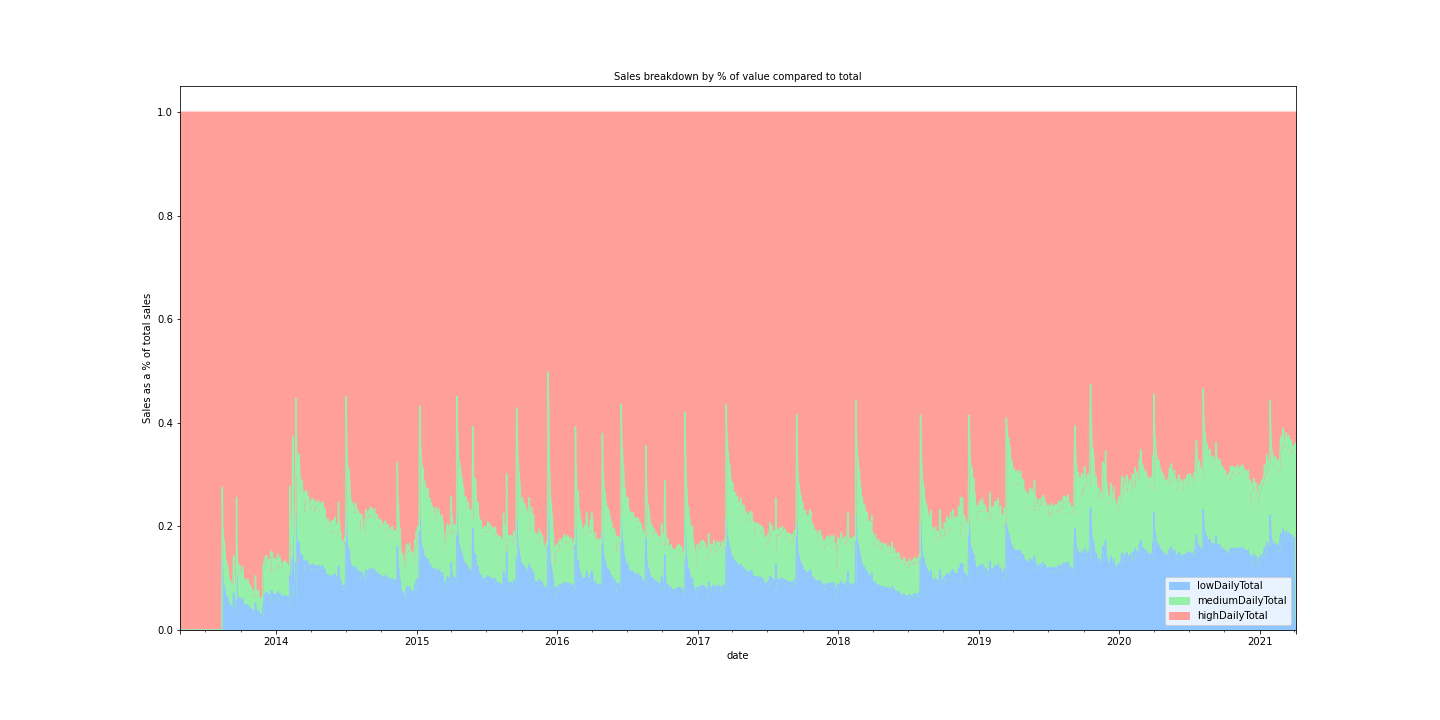 Sales breakdown by % of value compared to total
1.0
0.8
0.6
0.4
0.2
0.0
Sales as a % of total sales
2014 2015 2016 2017 2018 2019 2020 2021
date
lowDailyTotal
mediumDailyTotal
highDailyTotal